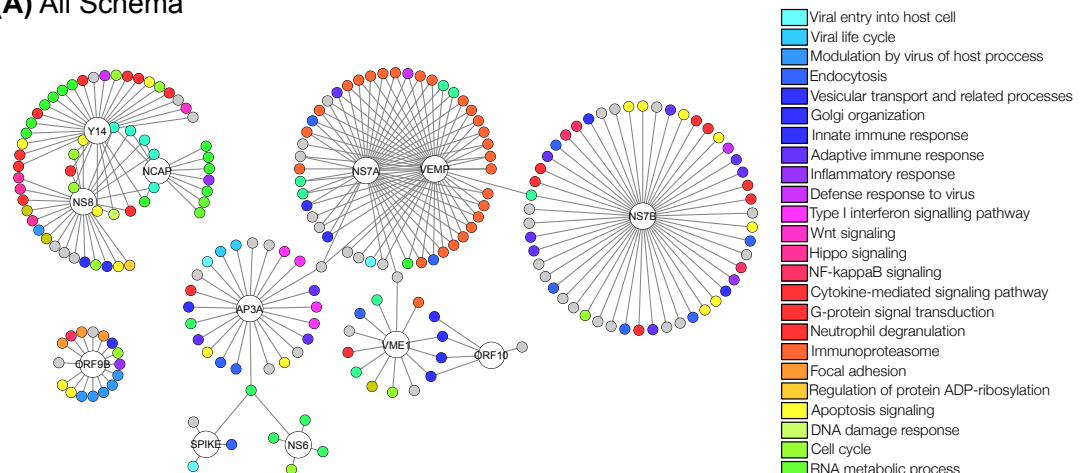 (A) All Schema
Viral entry into host cell
Viral life cycle
Modulation by virus of host proccess
Endocytosis
Vesicular transport and related processes
Golgi organization
Innate immune response
Adaptive immune response
Inflammatory response
Defense response to virus
Type I interferon signalling pathway
Wnt signaling
Hippo signaling
NF-kappaB signaling
Cytokine-mediated signaling pathway
G-protein signal transduction
Neutrophil degranulation
Immunoproteasome
Focal adhesion
Regulation of protein ADP-ribosylation
Apoptosis signaling
DNA damage response
Cell cycle
RNA metabolic process
Y14
NCAP
NS8
NS7A
VEMP
NS7B
AP3A
VME1
ORF10
ORF9B
SPIKE
NS6